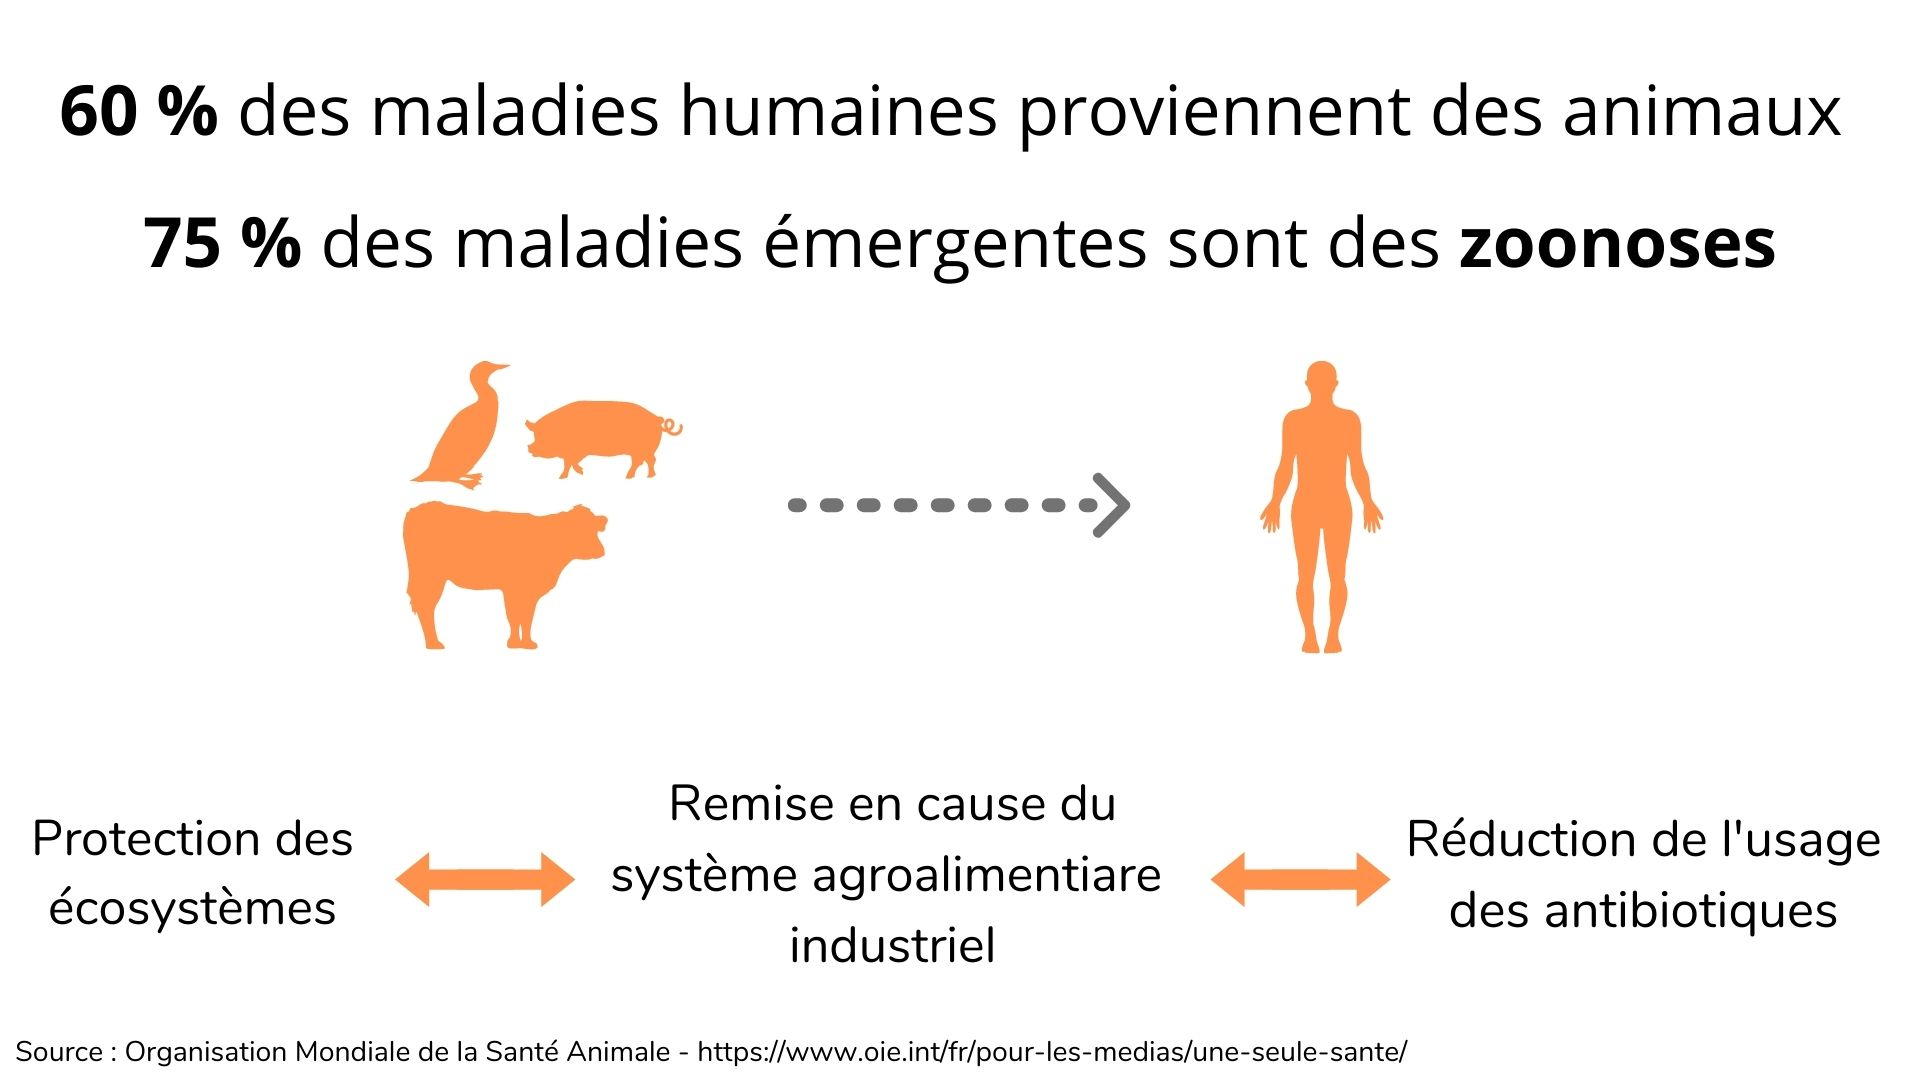 60 % des maladies humaines proviennent des animaux
75 % des maladies émergentes sont des zoonoses
Protection des
écosystèmes
Remise en cause du
système agroalimentiare
industriel
Réduction de l'usage
des antibiotiques
Source : Organisation Mondiale de la Santé Animale - https://www.oie.int/fr/pour-les-medias/une-seule-sante/